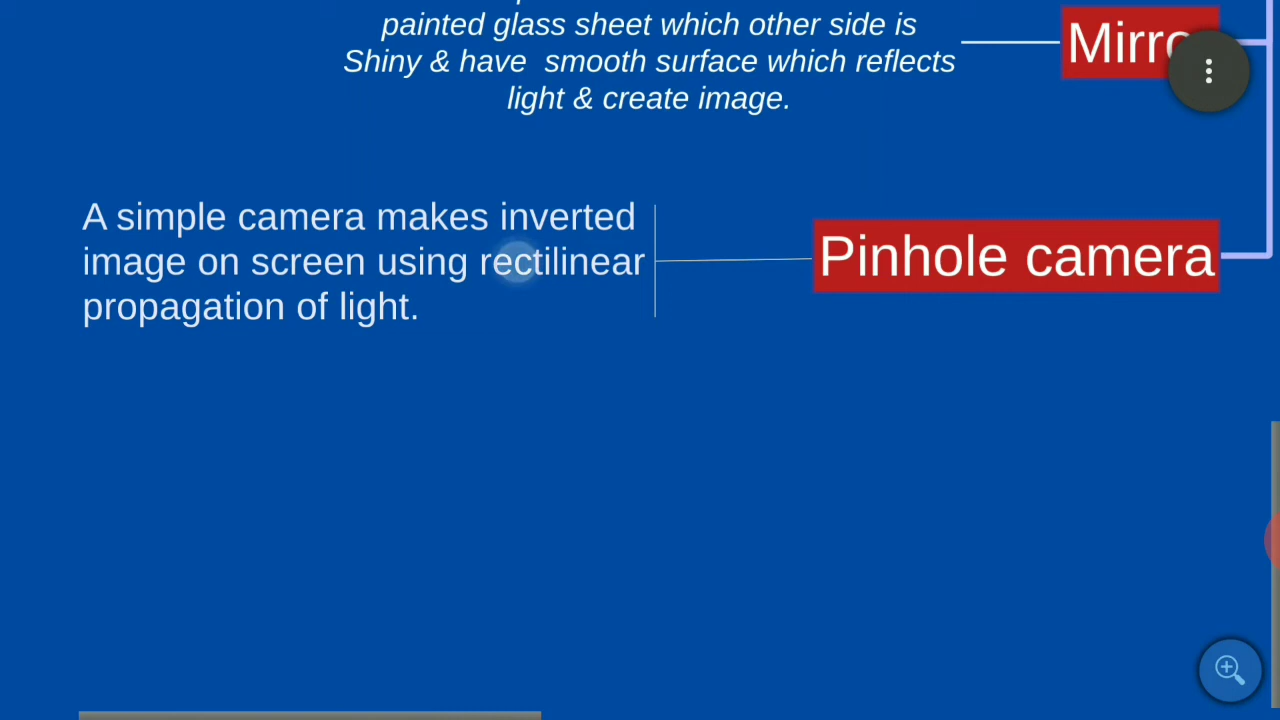 painted glass sheet which other side is
Shiny & have smooth surface which reflects
light & create image.
A simple camera makes inverted
image on screen using rectilinear
propagation of light.
Pinhole camera